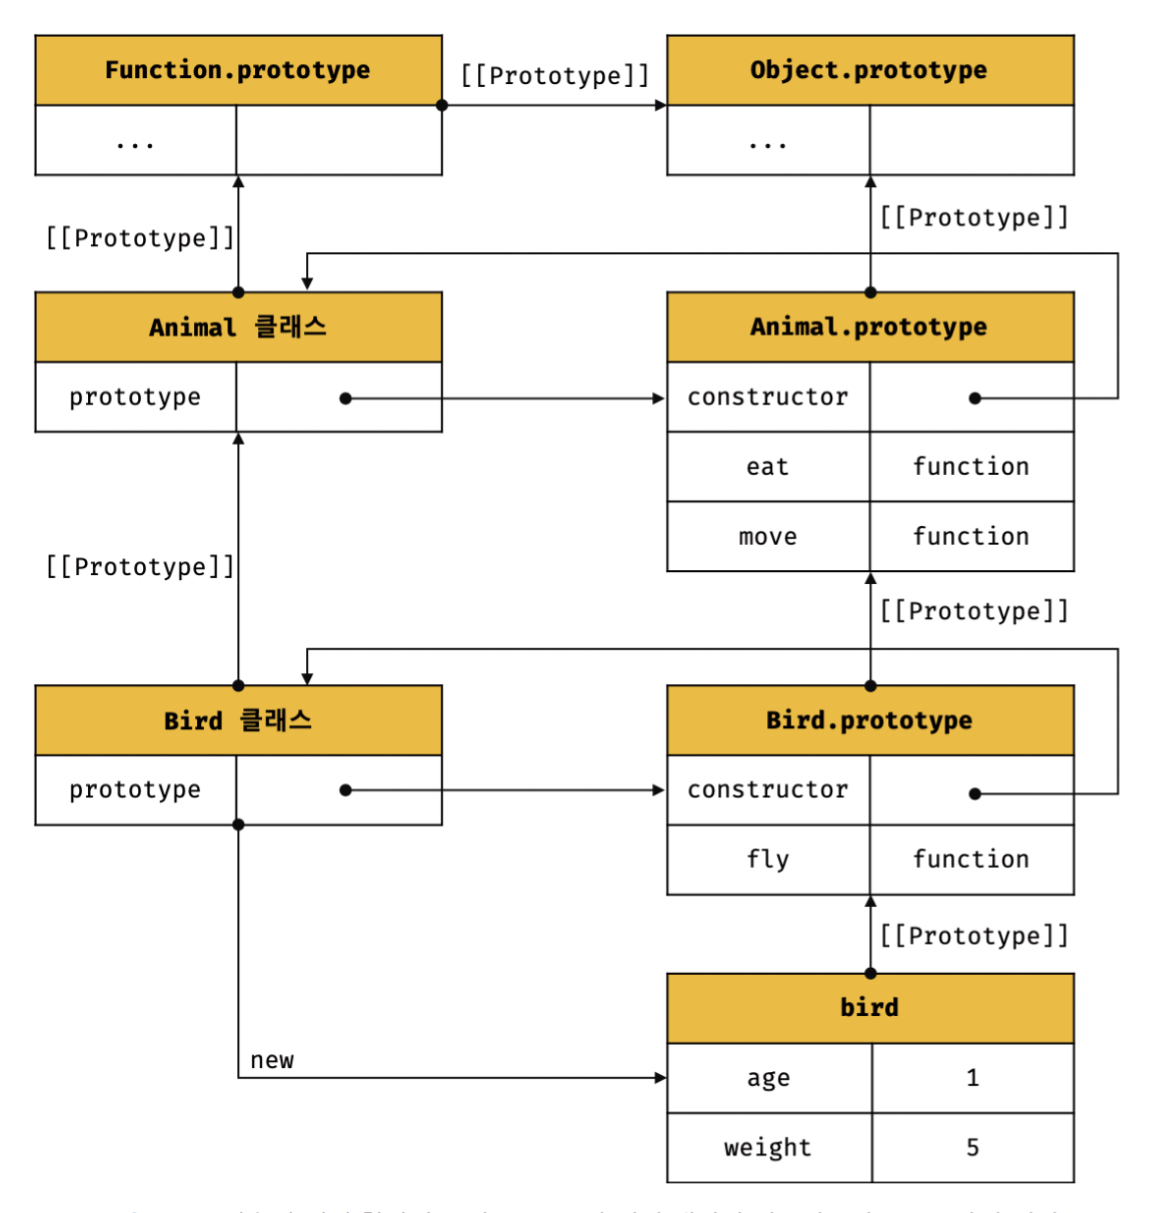 Function.prototype
[[Prototype]]
Object.prototype
...
...
[[Prototype]]
[[Prototype]]
Animal 클래스
Animal.prototype
prototype
constructor
eat
function
move
function
[[Prototype]]
[[Prototype]]
Bird 클래스
Bird.prototype
prototype
constructor
fly
function
[[Prototype]]
bird
new
age
1
weight
5